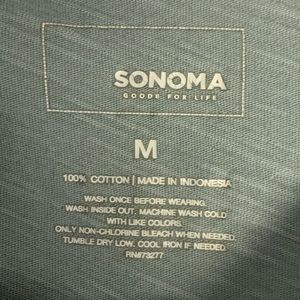 SONOMA
GOODS FOR LIFE
M
100% COTTON | MADE IN INDONESIA
WASH ONCE BEFORE WEARING.
WASH INSIDE OUT. MACHINE WASH COLD
WITH LIKE COLORS.
ONLY NON-CHLORINE BLEACH WHEN NEEDED.
TUMBLE DRY LOW. COOL IRON IF NEEDED.
RN#73277